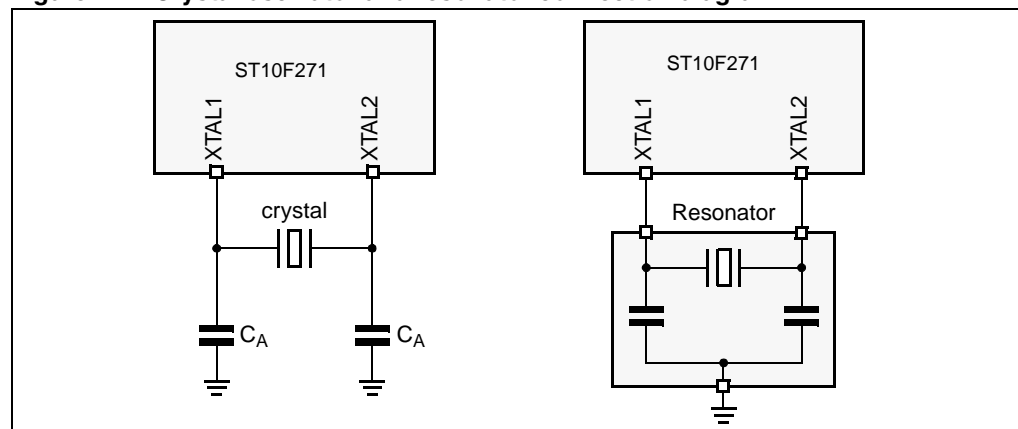 ST10F271
XTAL1
XTAL2
crystal
CA
CA
ST10F271
XTAL1
XTAL2
Resonator